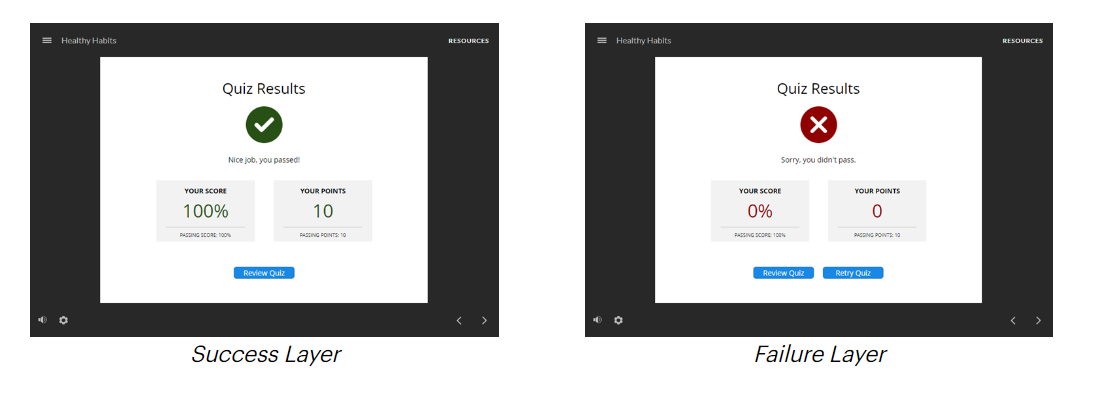 Healthy Habits RESOURCES
Quiz Results
Nice job, you passed!
YOUR SCORE YOUR POINTS
100% 10
PASSING SCORE: 100% PASSING POINTS: 10
Review Quiz
Success Layer
Healthy Habits RESOURCES
Quiz Results
Sorry, you didn't pass.
YOUR SCORE YOUR POINTS
0% 0
PASSING SCORE: 100% PASSING POINTS: 10
Review Quiz Retry Quiz
Failure Layer